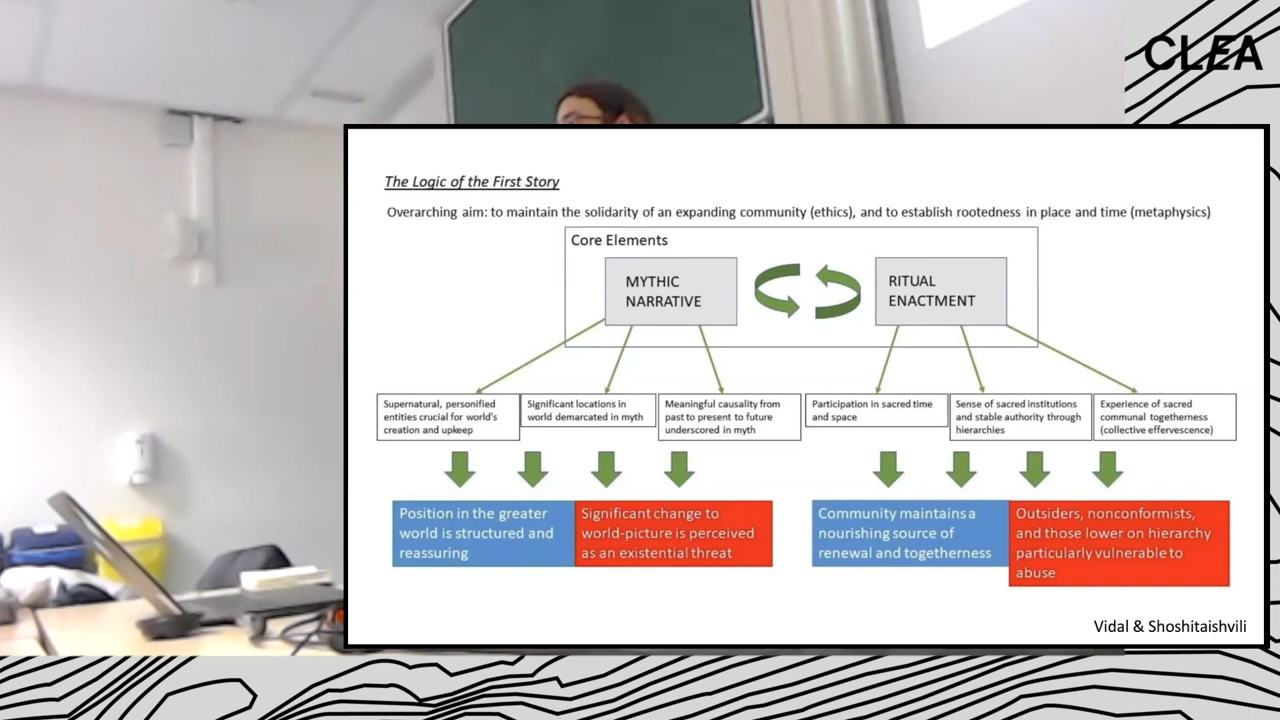 CLEA
The Logic of the First Story
Overarching aim: to maintain the solidarity of an expanding community (ethics), and to establish rootedness in place and time (metaphysics)
Core Elements
MYTHIC
NARRATIVE
RITUAL
ENACTMENT
Supernatural, personified
entities crucial for world's
creation and upkeep
Significant locations in
world demarcated in myth
Meaningful causality from
past to present to future
underscored in myth
Participation in sacred time
and space
Sense of sacred institutions
and stable authority through
hierarchies
Experience of sacred
communal togetherness
(collective effervescence)
Position in the greater
world is structured and
reassuring
Significant change to
world-picture is perceived
as an existential threat
Community maintains a
nourishing source of
renewal and togetherness
Outsiders, nonconformists,
and those lower on hierarchy
particularly vulnerable to
abuse
Vidal & Shoshitaishvili